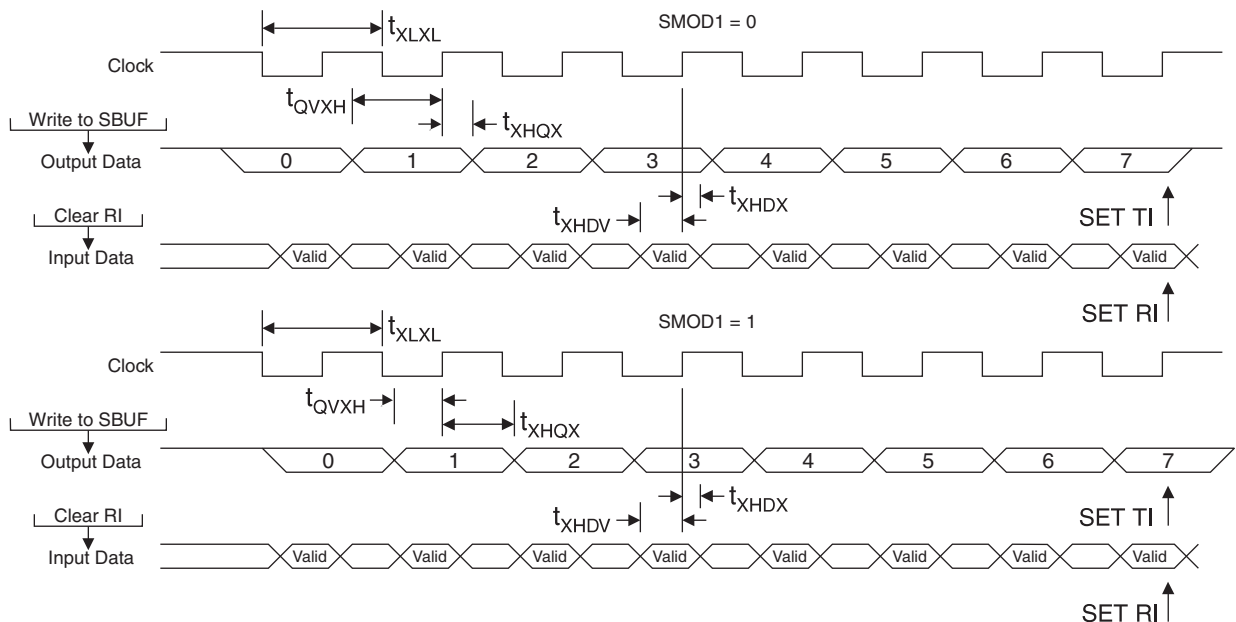 SMOD1 = 0
tXLXL
Clock
tQVXH
tXHQX
Write to SBUF
Output Data 0 1 2 3 4 5 6 7
tXHDX
tXHDV
SET TI
Clear RI
Input Data Valid Valid Valid Valid Valid Valid Valid Valid
SET RI
SMOD1 = 1
tXLXL
Clock
tQVXH
tXHQX
Write to SBUF
Output Data 0 1 2 3 4 5 6 7
tXHDX
tXHDV
SET TI
Clear RI
Input Data Valid Valid Valid Valid Valid Valid Valid Valid
SET RI